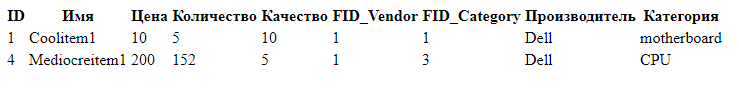 ID Имя Цена Количество Качество FID_Vendor FID_Category Производитель Категория
1 Coolitem1 10 5 10 1 1 Dell motherboard
4 Mediocreitem1 200 152 5 1 3 Dell CPU